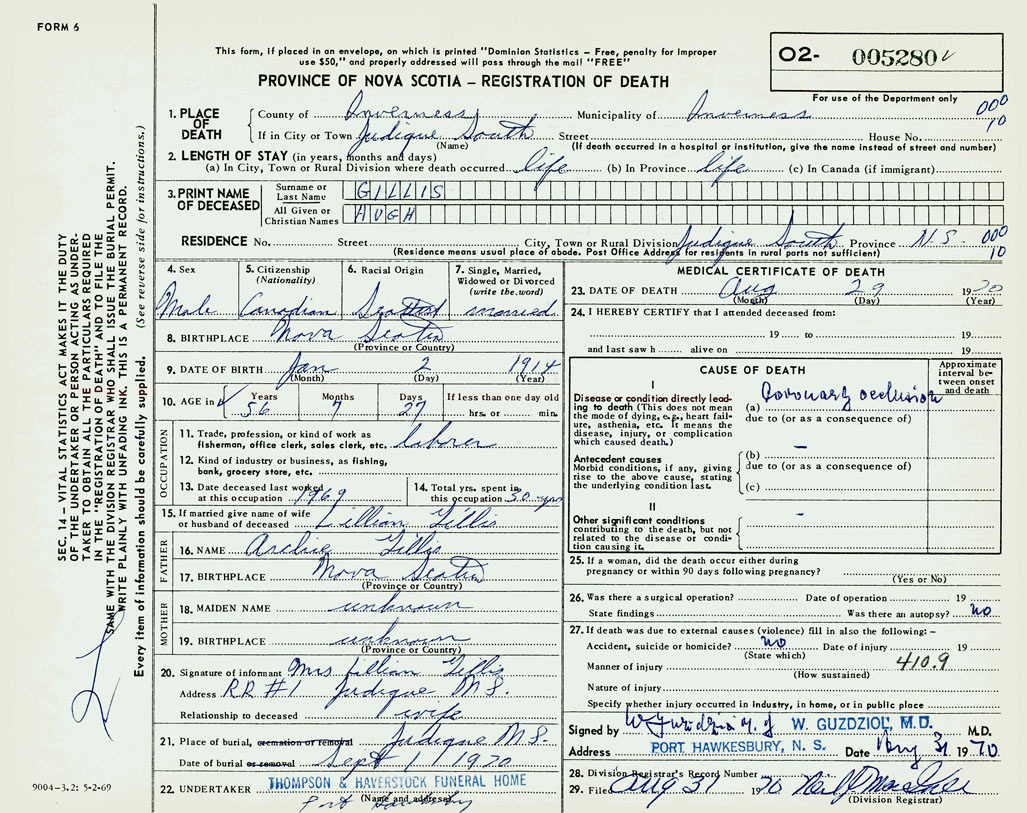 FORM 6
This form, if placed in an envelope, on which is printed "Dominion Statistics – Free, penalty for improper
use $50," and properly addressed will pass through the mail "FREE"
PROVINCE OF NOVA SCOTIA – REGISTRATION OF DEATH
O2- 005280
For use of the Department only
000
10
1. PLACE OF DEATH
County of Inverness Municipality of Inverness
If in City or Town Judique South Street House No.
(Name) (If death occurred in a hospital or institution, give the name instead of street and number)
2. LENGTH OF STAY (in years, months and days)
(a) In City, Town or Rural Division where death occurred life (b) In Province life (c) In Canada (if immigrant)
3. PRINT NAME OF DECEASED
Surname or Last Name GILLIS
All Given or Christian Names HUGH
RESIDENCE No. Street City, Town or Rural Division Judique South Province N.S. 000
10
(Residence means usual place of abode. Post Office Address for residents in rural parts not sufficient)
4. Sex Male
5. Citizenship (Nationality) Canadian
6. Racial Origin
7. Single, Married, Widowed or Divorced (write the word) married
8. BIRTHPLACE Nova Scotia
(Province or Country)
9. DATE OF BIRTH Jan 2 1914
(Month) (Day) (Year)
10. AGE in Years 56 Months 7 Days 27 If less than one day old hrs. or min.
OCCUPATION
11. Trade, profession, or kind of work as fisherman, office clerk, sales clerk, etc. laborer
12. Kind of industry or business, as fishing, bank, grocery store, etc.
13. Date deceased last worked at this occupation 1969
14. Total yrs. spent in this occupation 30 yrs
15. If married give name of wife or husband of deceased Lillian Gillis
FATHER
16. NAME Archie Gillis
17. BIRTHPLACE Nova Scotia
(Province or Country)
MOTHER
18. MAIDEN NAME unknown
19. BIRTHPLACE unknown
(Province or Country)
20. Signature of informant Mrs Lillian Gillis
Address RR #1 Judique N.S.
Relationship to deceased wife
21. Place of burial, cremation or removal Judique N.S.
Date of burial or removal Sept 1 1970
22. UNDERTAKER THOMPSON & HAVERSTOCK FUNERAL HOME
(Name and address)
MEDICAL CERTIFICATE OF DEATH
23. DATE OF DEATH Aug 29 1970
(Month) (Day) (Year)
24. I HEREBY CERTIFY that I attended deceased from:
19 to 19
and last saw h alive on 19
CAUSE OF DEATH
Approximate interval between onset and death
I
Disease or condition directly leading to death (This does not mean the mode of dying, e.g., heart failure, asthenia, etc. It means the disease, injury, or complication which caused death.)
(a) Coronary occlusion
due to (or as a consequence of)
Antecedent causes
Morbid conditions, if any, giving rise to the above cause, stating the underlying condition last.
(b) –
due to (or as a consequence of)
(c)
II
Other significant conditions
contributing to the death, but not related to the disease or condition causing it.
–
25. If a woman, did the death occur either during
pregnancy or within 90 days following pregnancy?
(Yes or No)
26. Was there a surgical operation? Date of operation 19
State findings Was there an autopsy? No
27. If death was due to external causes (violence) fill in also the following: –
Accident, suicide or homicide? No Date of injury 19
(State which)
410.9
Manner of injury
(How sustained)
Nature of injury
Specify whether injury occurred in industry, in home, or in public place
Signed by W. GUZDZIOL, M.D. M.D.
Address PORT HAWKESBURY, N. S. Date Aug 31 1970
28. Division Registrar's Record Number
29. Filed Aug 31 1970
(Division Registrar)
SEC. 14 – VITAL STATISTICS ACT MAKES IT THE DUTY
OF THE UNDERTAKER OR PERSON ACTING AS UNDER-
TAKER TO OBTAIN ALL THE PARTICULARS REQUIRED
IN THE "REGISTRATION OF DEATH" AND TO FILE THE
SAME WITH THE DIVISION REGISTRAR WHO SHALL ISSUE THE BURIAL PERMIT.
WRITE PLAINLY WITH UNFADING INK. THIS IS A PERMANENT RECORD.
Every item of information should be carefully supplied. (See reverse side for instructions.)
9004-3.2: 5-2-69